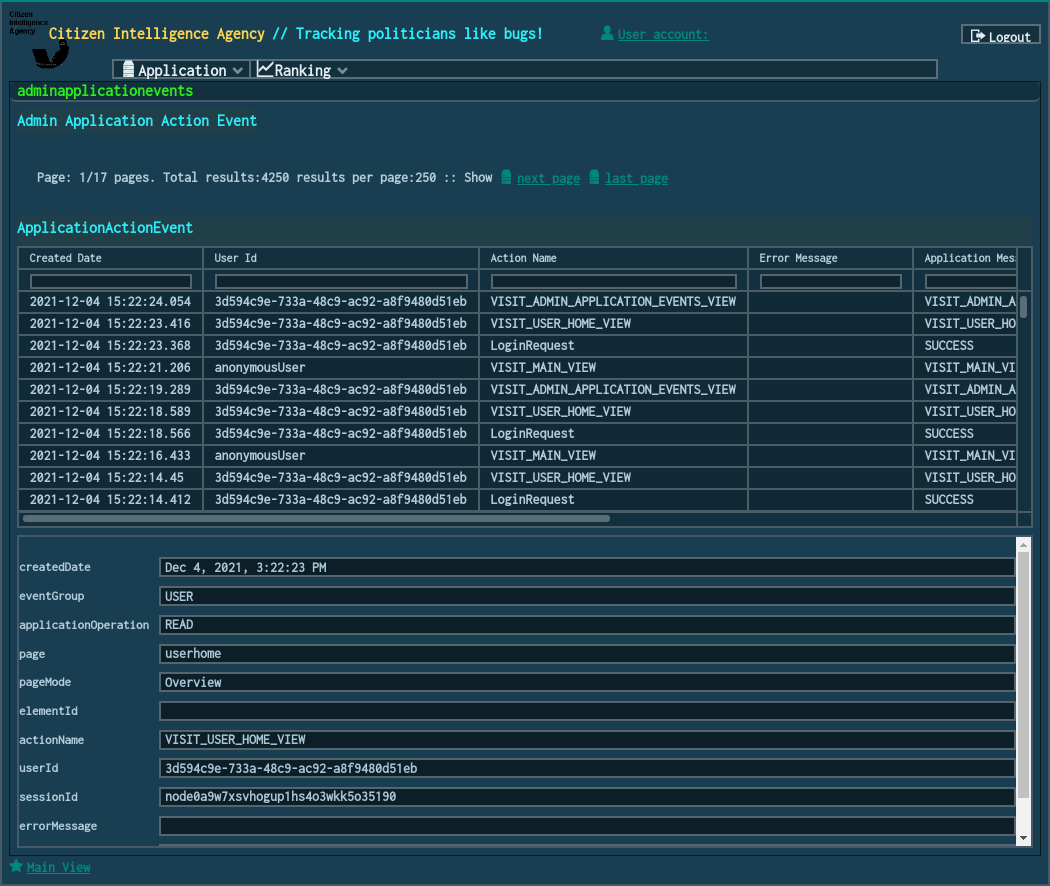 Citizen
Intelligence
Agency
Citizen Intelligence Agency // Tracking politicians like bugs!
User account:
Logout
Application
Ranking
adminapplicationevents
Admin Application Action Event
Page: 1/17 pages. Total results:4250 results per page:250 :: Show next page last page
ApplicationActionEvent
Created Date User Id Action Name Error Message Application Mes
2021-12-04 15:22:24.054 3d594c9e-733a-48c9-ac92-a8f9480d51eb VISIT_ADMIN_APPLICATION_EVENTS_VIEW VISIT_ADMIN_A
2021-12-04 15:22:23.416 3d594c9e-733a-48c9-ac92-a8f9480d51eb VISIT_USER_HOME_VIEW VISIT_USER_HO
2021-12-04 15:22:23.368 3d594c9e-733a-48c9-ac92-a8f9480d51eb LoginRequest SUCCESS
2021-12-04 15:22:21.206 anonymousUser VISIT_MAIN_VIEW VISIT_MAIN_VI
2021-12-04 15:22:19.289 3d594c9e-733a-48c9-ac92-a8f9480d51eb VISIT_ADMIN_APPLICATION_EVENTS_VIEW VISIT_ADMIN_A
2021-12-04 15:22:18.589 3d594c9e-733a-48c9-ac92-a8f9480d51eb VISIT_USER_HOME_VIEW VISIT_USER_HO
2021-12-04 15:22:18.566 3d594c9e-733a-48c9-ac92-a8f9480d51eb LoginRequest SUCCESS
2021-12-04 15:22:16.433 anonymousUser VISIT_MAIN_VIEW VISIT_MAIN_VI
2021-12-04 15:22:14.45 3d594c9e-733a-48c9-ac92-a8f9480d51eb VISIT_USER_HOME_VIEW VISIT_USER_HO
2021-12-04 15:22:14.412 3d594c9e-733a-48c9-ac92-a8f9480d51eb LoginRequest SUCCESS
createdDate Dec 4, 2021, 3:22:23 PM
eventGroup USER
applicationOperation READ
page userhome
pageMode Overview
elementId
actionName VISIT_USER_HOME_VIEW
userId 3d594c9e-733a-48c9-ac92-a8f9480d51eb
sessionId node0a9w7xsvhogup1hs4o3wkk5o35190
errorMessage
Main View